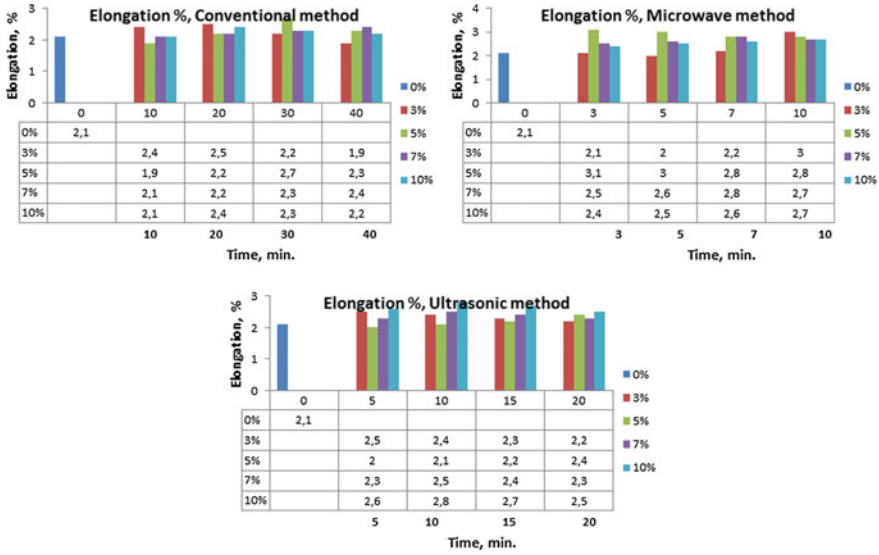 Elongation %, Conventional method
Elongation, %
3
2
1
0
0 10 20 30 40
0% 2,1
3% 2,4 2,5 2,2 1,9
5% 1,9 2,2 2,7 2,3
7% 2,1 2,2 2,3 2,4
10% 2,1 2,4 2,3 2,2
10 20 30 40
Time, min.
0%
3%
5%
7%
10%
Elongation %, Microwave method
Elongation, %
4
3
2
1
0
0 3 5 7 10
0% 2,1
3% 2,1 2 2,2 3
5% 3,1 3 2,8 2,8
7% 2,5 2,6 2,8 2,7
10% 2,4 2,5 2,6 2,7
3 5 7 10
Time, min.
0%
3%
5%
7%
10%
Elongation %, Ultrasonic method
Elongation, %
3
2
1
0
0 5 10 15 20
0% 2,1
3% 2,5 2,4 2,3 2,2
5% 2 2,1 2,2 2,4
7% 2,3 2,5 2,4 2,3
10% 2,6 2,8 2,7 2,5
5 10 15 20
Time, min.
0%
3%
5%
7%
10%